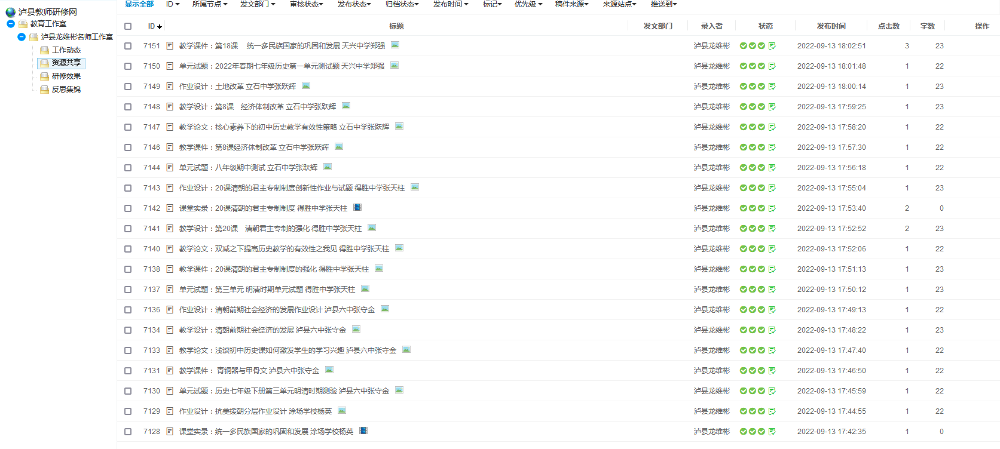 泸县教师研修网
教育工作室
泸县龙维彬名师工作室
工作动态
资源共享
研修效果
反思集锦
显示全部 ID 所属节点 发文部门 审核状态 发布状态 归档状态 发布时间 标记 优先级 稿件来源 来源站点 推送到
ID 标题 发文部门 录入者 状态 发布时间 点击数 字数 操作
7151 教学课件：第18课 统一多民族国家的巩固和发展 天兴中学郑强 泸县龙维彬 2022-09-13 18:02:51 3 23
7150 单元试题：2022年春期七年级历史第一单元测试题 天兴中学郑强 泸县龙维彬 2022-09-13 18:01:48 1 22
7149 作业设计：土地改革 立石中学张跃辉 泸县龙维彬 2022-09-13 18:00:14 1 23
7148 教学设计：第8课 经济体制改革 立石中学张跃辉 泸县龙维彬 2022-09-13 17:59:25 1 23
7147 教学论文：核心素养下的初中历史教学有效性策略 立石中学张跃辉 泸县龙维彬 2022-09-13 17:58:20 1 22
7146 教学课件：第8课经济体制改革 立石中学张跃辉 泸县龙维彬 2022-09-13 17:57:30 1 22
7144 单元试题：八年级期中测试 立石中学张跃辉 泸县龙维彬 2022-09-13 17:56:18 1 22
7143 作业设计：20课清朝的君主专制制度创新性作业与试题 得胜中学张天柱 泸县龙维彬 2022-09-13 17:55:04 1 23
7142 课堂实录：20课清朝的君主专制制度 得胜中学张天柱 泸县龙维彬 2022-09-13 17:53:40 2 0
7141 教学设计：第20课 清朝君主专制的强化 得胜中学张天柱 泸县龙维彬 2022-09-13 17:52:52 2 23
7140 教学论文：双减之下提高历史教学的有效性之我见 得胜中学张天柱 泸县龙维彬 2022-09-13 17:52:06 1 22
7138 教学课件：20课清朝的君主专制制度的强化 得胜中学张天柱 泸县龙维彬 2022-09-13 17:51:13 1 23
7137 单元试题：第三单元 明清时期单元试题 得胜中学张天柱 泸县龙维彬 2022-09-13 17:50:12 1 23
7136 作业设计：清朝前期社会经济的发展作业设计 泸县六中张守金 泸县龙维彬 2022-09-13 17:49:13 1 22
7134 教学设计：清朝前期社会经济的发展 泸县六中张守金 泸县龙维彬 2022-09-13 17:48:22 1 23
7133 教学论文：浅谈初中历史课如何激发学生的学习兴趣 泸县六中张守金 泸县龙维彬 2022-09-13 17:47:40 1 22
7131 教学课件： 青铜器与甲骨文 泸县六中张守金 泸县龙维彬 2022-09-13 17:46:50 1 22
7130 单元试题：历史七年级下册第三单元明清时期测验 泸县六中张守金 泸县龙维彬 2022-09-13 17:45:59 1 22
7129 作业设计：抗美援朝分层作业设计 涂场学校杨英 泸县龙维彬 2022-09-13 17:44:55 1 22
7128 课堂实录：统一多民族国家的巩固和发展 涂场学校杨英 泸县龙维彬 2022-09-13 17:42:35 1 0